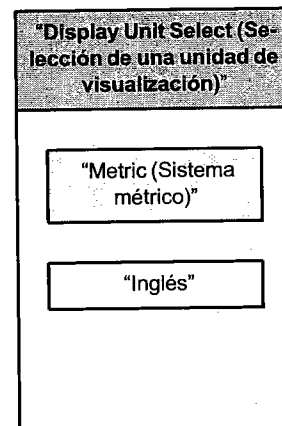 “Display Unit Select (Se-
lección de una unidad de
visualización)”
“Metric (Sistema
métrico)”
“Inglés”